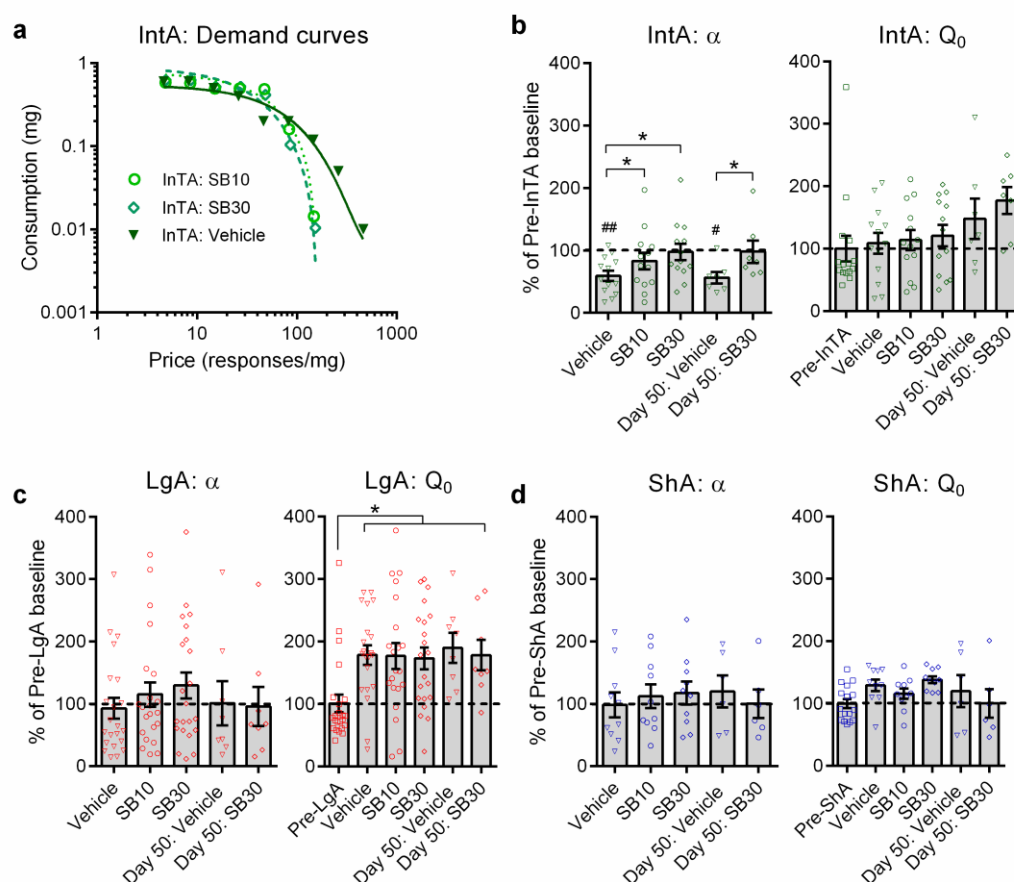 a
IntA: Demand curves
Consumption (mg)
1
0.1
0.01
0.001
InTA: SB10
InTA: SB30
InTA: Vehicle
1
10
100
1000
Price (responses/mg)
b
IntA: α
% of Pre-InTA baseline
400
300
200
100
0
*
*
*
##
#
Vehicle
SB10
SB30
Day 50: Vehicle
Day 50: SB30
IntA: Q0
400
300
200
100
0
Pre-InTA
Vehicle
SB10
SB30
Day 50: Vehicle
Day 50: SB30
c
LgA: α
% of Pre-LgA baseline
400
300
200
100
0
Vehicle
SB10
SB30
Day 50: Vehicle
Day 50: SB30
LgA: Q0
*
400
300
200
100
0
Pre-LgA
Vehicle
SB10
SB30
Day 50: Vehicle
Day 50: SB30
d
ShA: α
% of Pre-ShA baseline
400
300
200
100
0
Vehicle
SB10
SB30
Day 50: Vehicle
Day 50: SB30
ShA: Q0
400
300
200
100
0
Pre-ShA
Vehicle
SB10
SB30
Day 50: Vehicle
Day 50: SB30